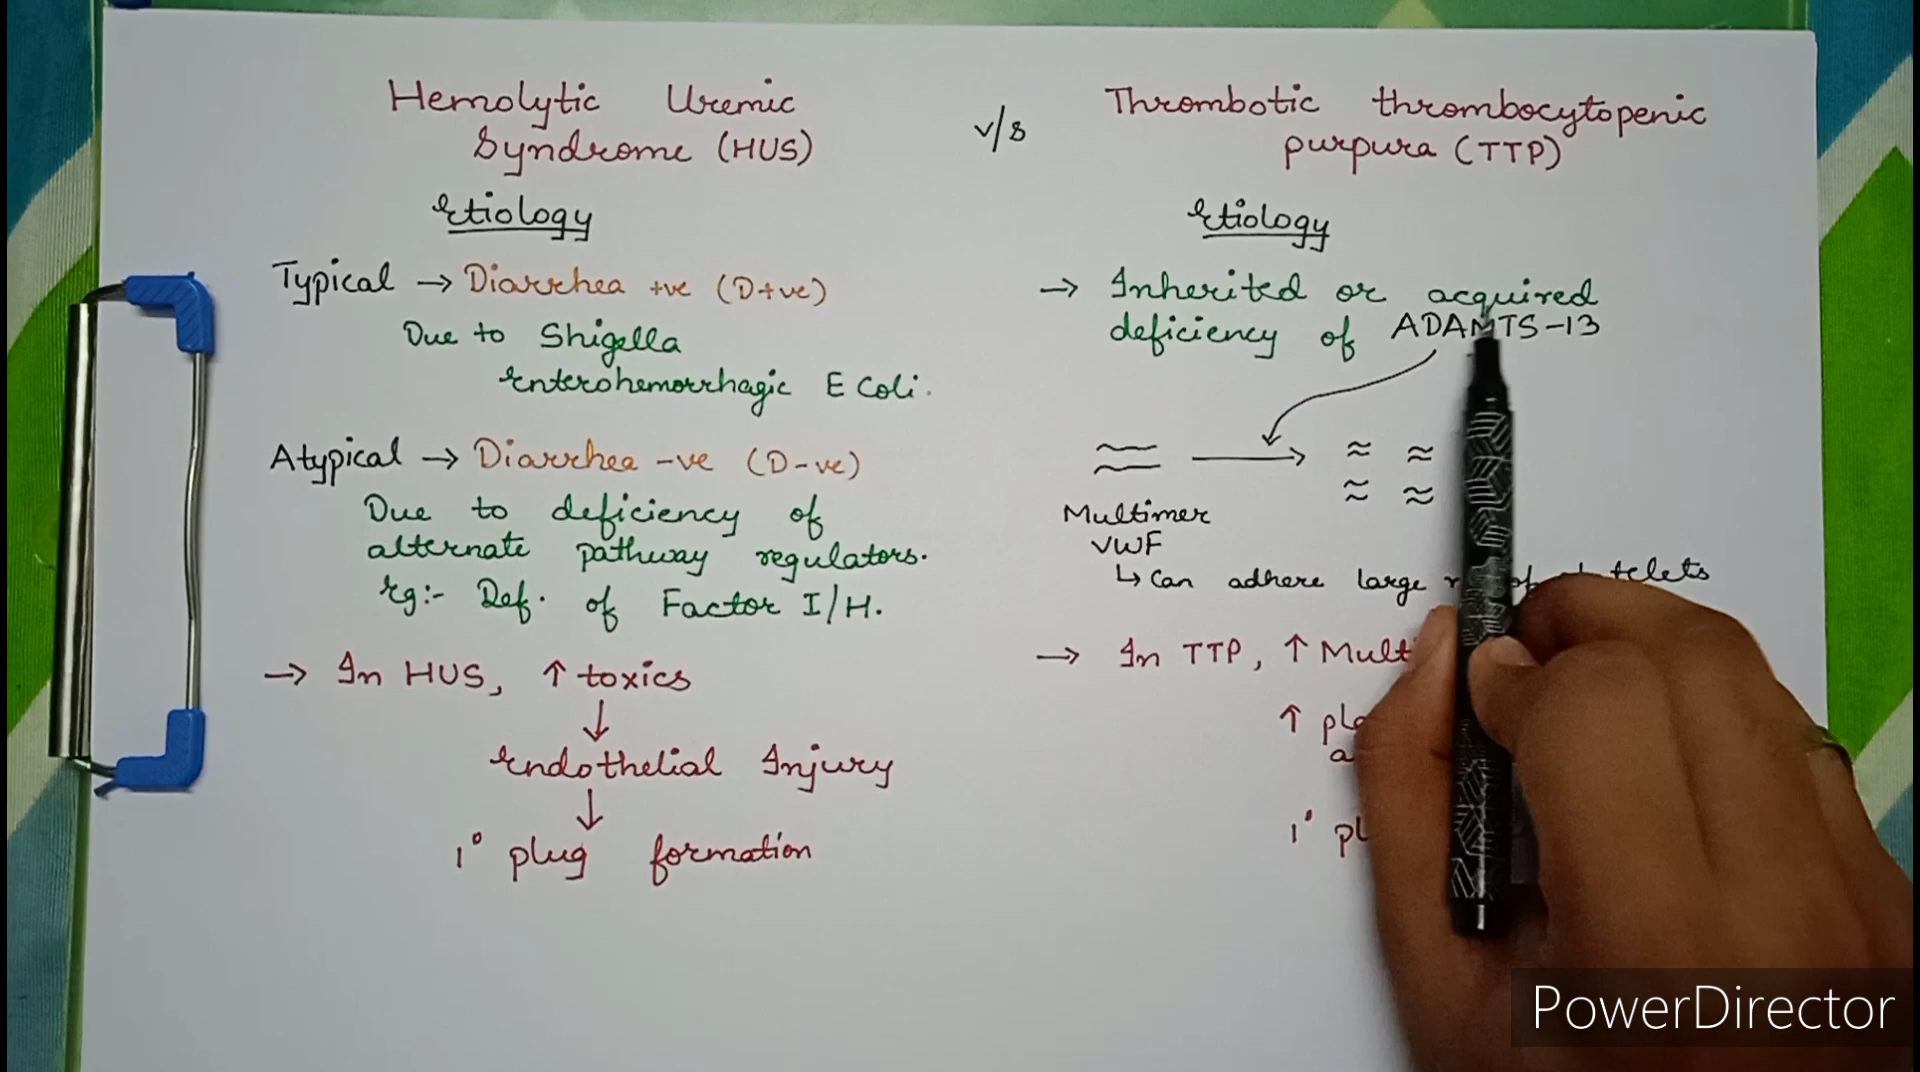 Hemolytic Uremic
Syndrome (HUS)
v/s
Thrombotic thrombocytopenic
purpura (TTP)
Etiology
Typical → Diarrhea +ve (D+ve)
Due to Shigella
Enterohemorrhagic E Coli.
Atypical → Diarrhea -ve (D-ve)
Due to deficiency of
alternate pathway regulators.
Eg:- Def. of Factor I/H.
→ In HUS, ↑ toxics
↓
Endothelial Injury
↓
1° plug formation
Etiology
→ Inherited or acquired
deficiency of ADAMTS-13
Multimer
VWF
↳ Can adhere large of
→ In TTP, ↑
↑
1°
PowerDirector